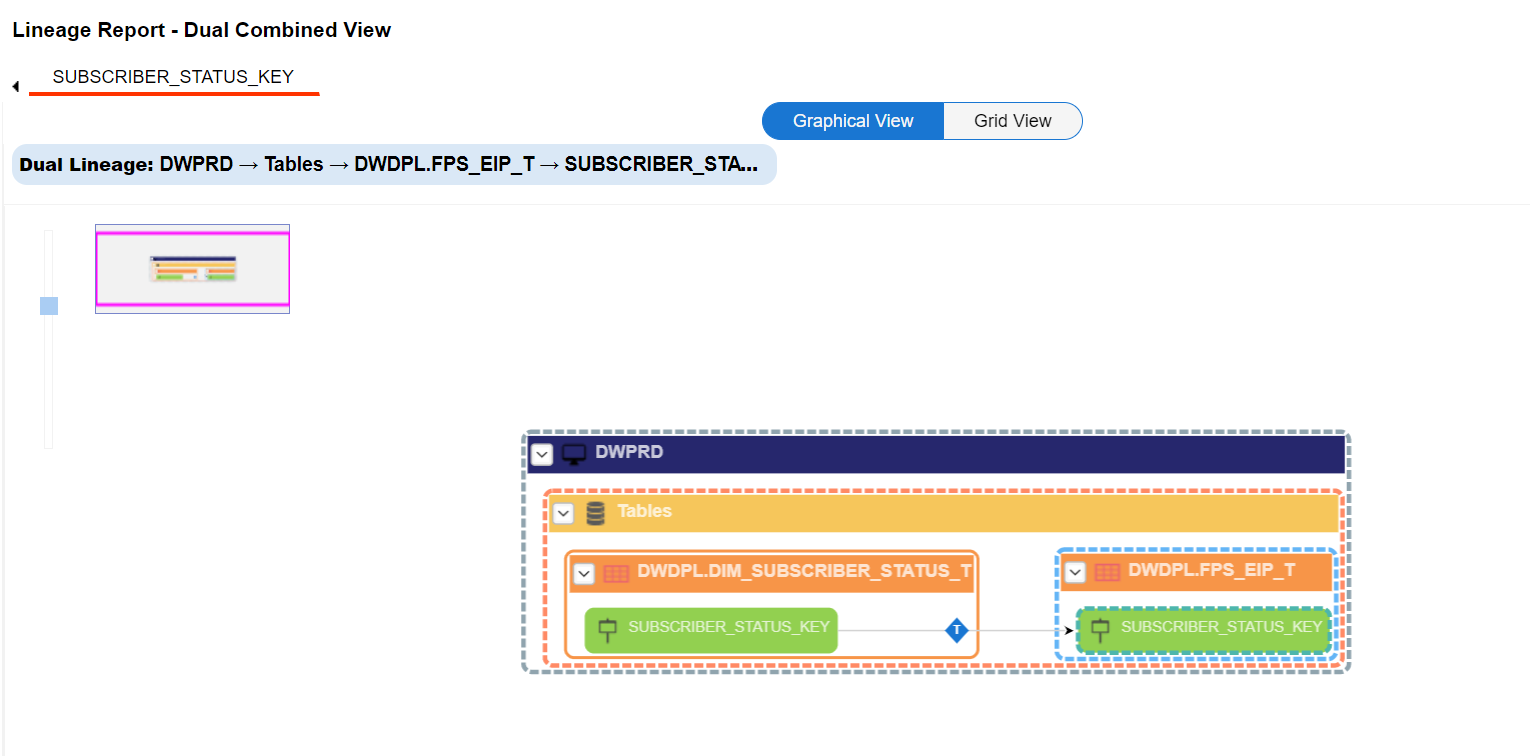 Lineage Report - Dual Combined View
SUBSCRIBER_STATUS_KEY
Graphical View
Grid View
Dual Lineage: DWPRD → Tables → DWDPL.FPS_EIP_T → SUBSCRIBER_STA...
DWPRD
Tables
DWDPL.DIM_SUBSCRIBER_STATUS_T
DWDPL.FPS_EIP_T
SUBSCRIBER_STATUS_KEY
T
SUBSCRIBER_STATUS_KEY